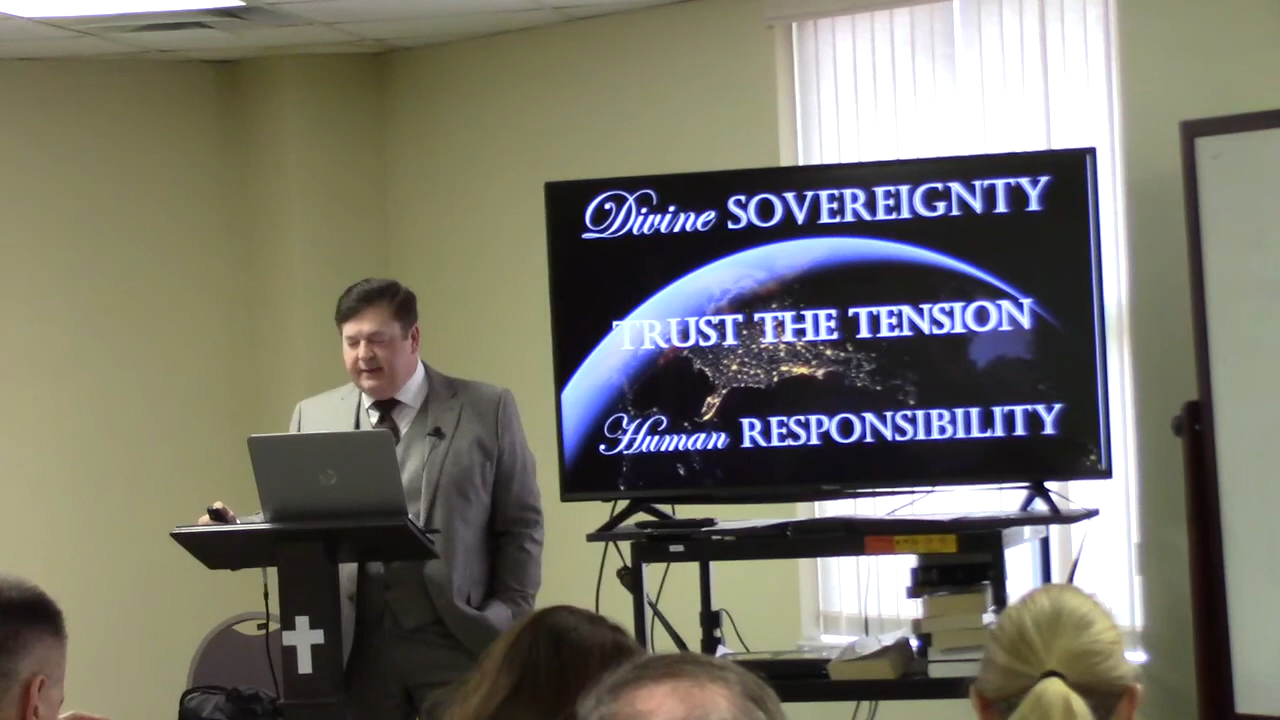 Divine SOVEREIGNTY
TRUST THE TENSION
Human RESPONSIBILITY